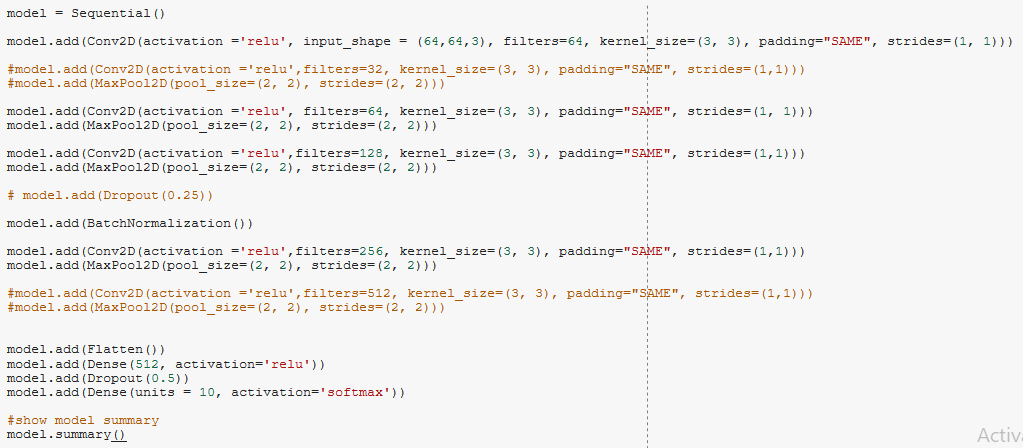 model = Sequential()
model.add(Conv2D(activation ='relu', input_shape = (64,64,3), filters=64, kernel_size=(3, 3), padding="SAME", strides=(1, 1)))
#model.add(Conv2D(activation ='relu',filters=32, kernel_size=(3, 3), padding="SAME", strides=(1,1)))
#model.add(MaxPool2D(pool_size=(2, 2), strides=(2, 2)))
model.add(Conv2D(activation ='relu', filters=64, kernel_size=(3, 3), padding="SAME", strides=(1, 1)))
model.add(MaxPool2D(pool_size=(2, 2), strides=(2, 2)))
model.add(Conv2D(activation ='relu',filters=128, kernel_size=(3, 3), padding="SAME", strides=(1,1)))
model.add(MaxPool2D(pool_size=(2, 2), strides=(2, 2)))
# model.add(Dropout(0.25))
model.add(BatchNormalization())
model.add(Conv2D(activation ='relu',filters=256, kernel_size=(3, 3), padding="SAME", strides=(1,1)))
model.add(MaxPool2D(pool_size=(2, 2), strides=(2, 2)))
#model.add(Conv2D(activation ='relu',filters=512, kernel_size=(3, 3), padding="SAME", strides=(1,1)))
#model.add(MaxPool2D(pool_size=(2, 2), strides=(2, 2)))
model.add(Flatten())
model.add(Dense(512, activation='relu'))
model.add(Dropout(0.5))
model.add(Dense(units = 10, activation='softmax'))
#show model summary
model.summary()
Activ